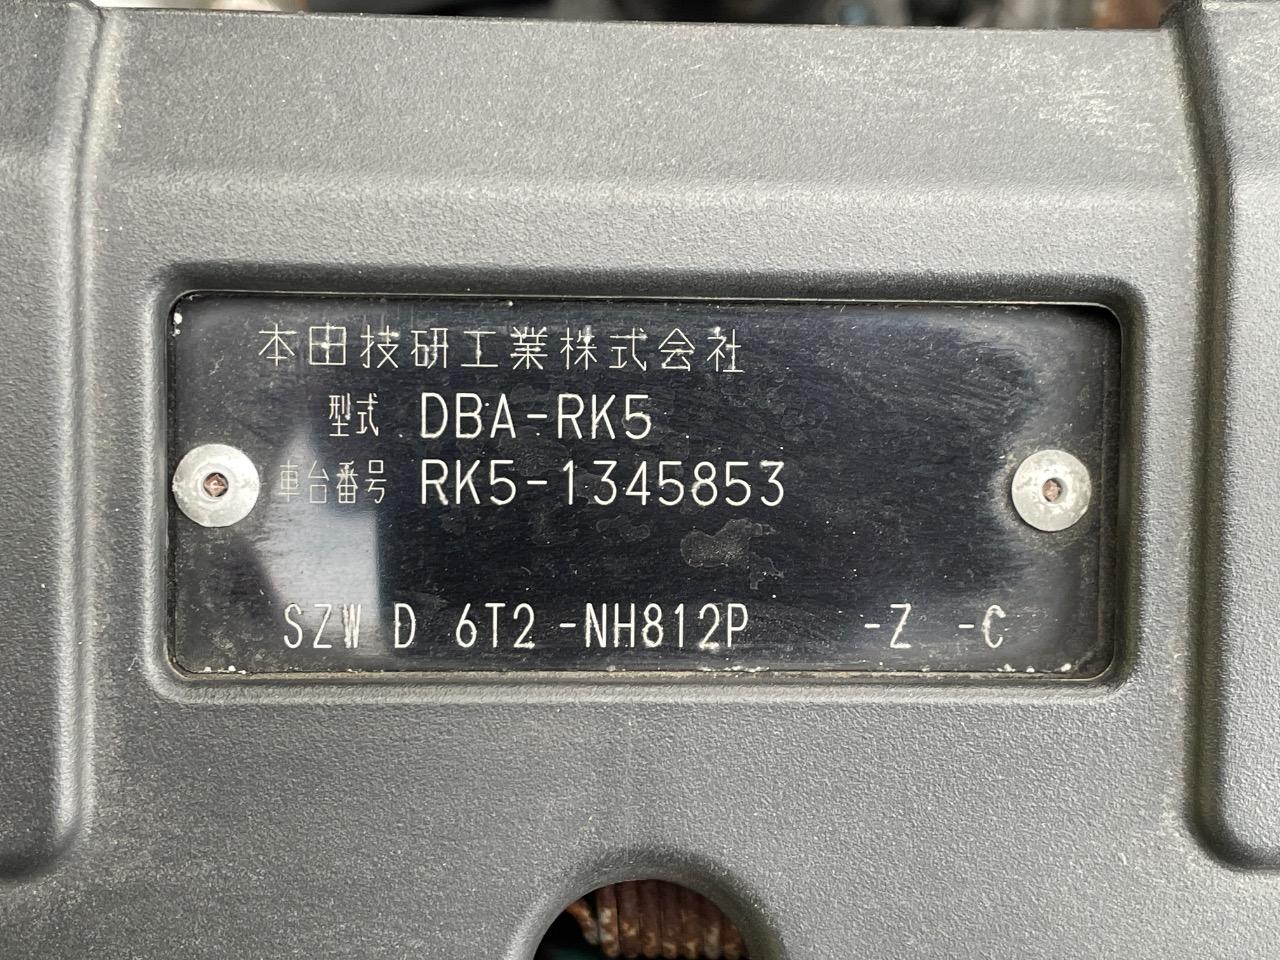 本田技研工業株式会社
型式 DBA-RK5
車台番号 RK5-1345853
SZW D 6T2 -NH812P -Z -C